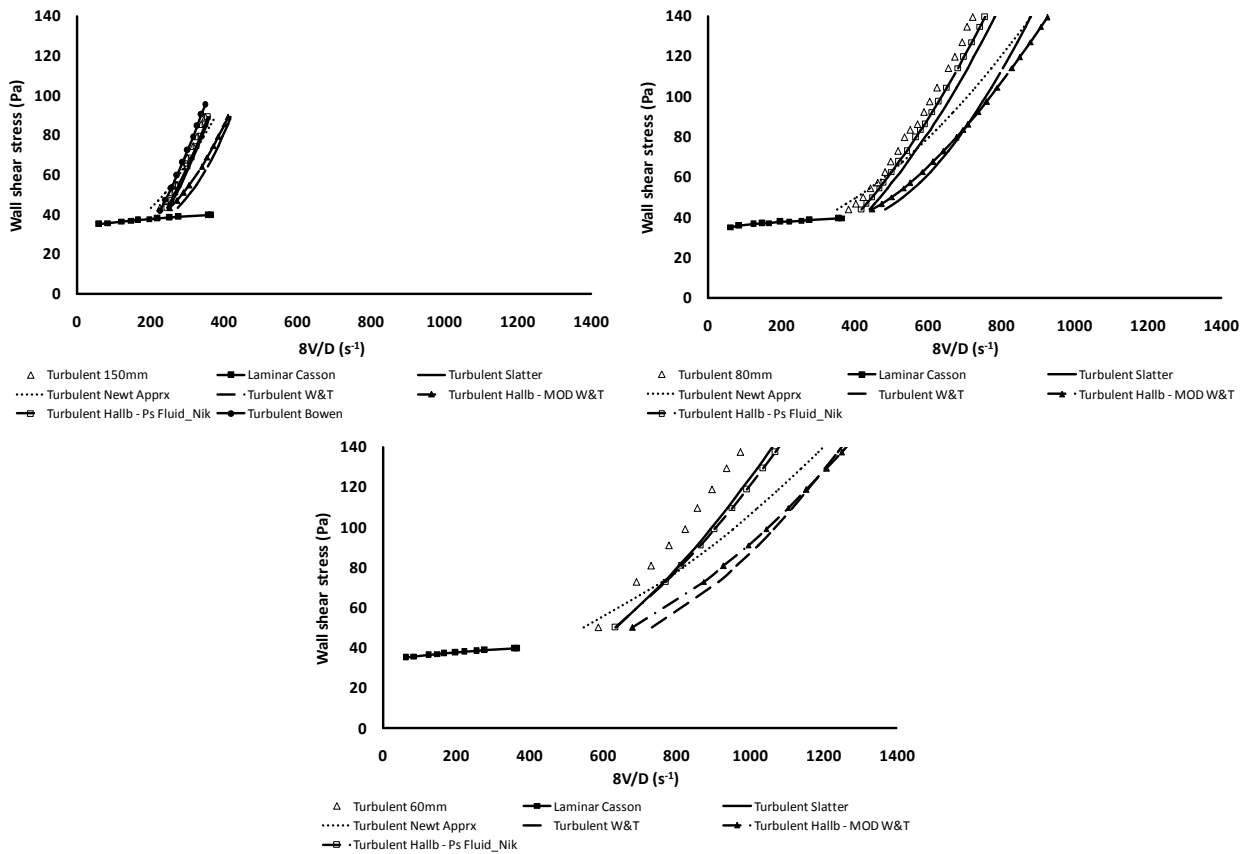 140
120
100
80
60
40
20
0
Wall shear stress (Pa)
0 200 400 600 800 1000 1200 1400
8V/D (s-1)
Turbulent 150mm Laminar Casson Turbulent Slatter
Turbulent Newt Apprx Turbulent W&T Turbulent Hallb - MOD W&T
Turbulent Hallb - Ps Fluid_Nik Turbulent Bowen
140
120
100
80
60
40
20
0
Wall shear stress (Pa)
0 200 400 600 800 1000 1200 1400
8V/D (s-1)
Turbulent 80mm Laminar Casson Turbulent Slatter
Turbulent Newt Apprx Turbulent W&T Turbulent Hallb - MOD W&T
Turbulent Hallb - Ps Fluid_Nik
140
120
100
80
60
40
20
0
Wall shear stress (Pa)
0 200 400 600 800 1000 1200 1400
8V/D (s-1)
Turbulent 60mm Laminar Casson Turbulent Slatter
Turbulent Newt Apprx Turbulent W&T Turbulent Hallb - MOD W&T
Turbulent Hallb - Ps Fluid_Nik